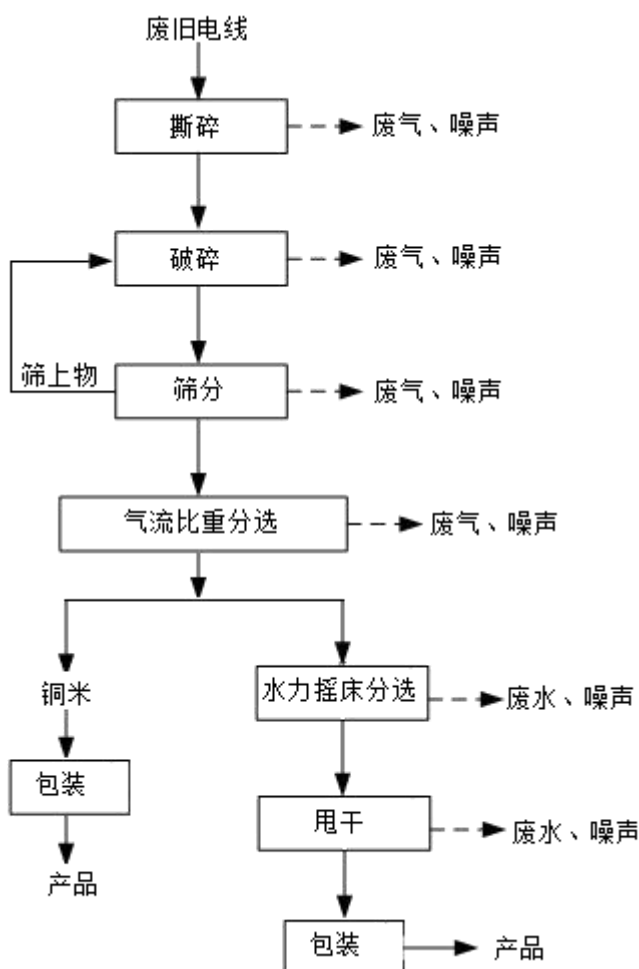 废旧电线
撕碎
废气、噪声
破碎
废气、噪声
筛上物
筛分
废气、噪声
气流比重分选
废气、噪声
铜米
水力摇床分选
废水、噪声
包装
甩干
废水、噪声
产品
包装
产品